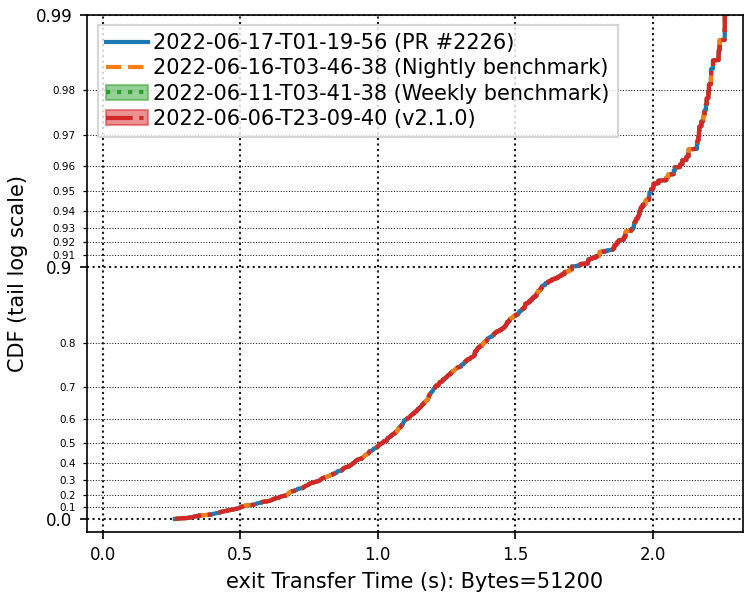 2022-06-17-T01-19-56 (PR #2226)
2022-06-16-T03-46-38 (Nightly benchmark)
2022-06-11-T03-41-38 (Weekly benchmark)
2022-06-06-T23-09-40 (v2.1.0)
CDF (tail log scale)
0.99
0.98
0.97
0.96
0.95
0.94
0.93
0.92
0.91
0.9
0.8
0.7
0.6
0.5
0.4
0.3
0.2
0.1
0.0
0.0 0.5 1.0 1.5 2.0
exit Transfer Time (s): Bytes=51200